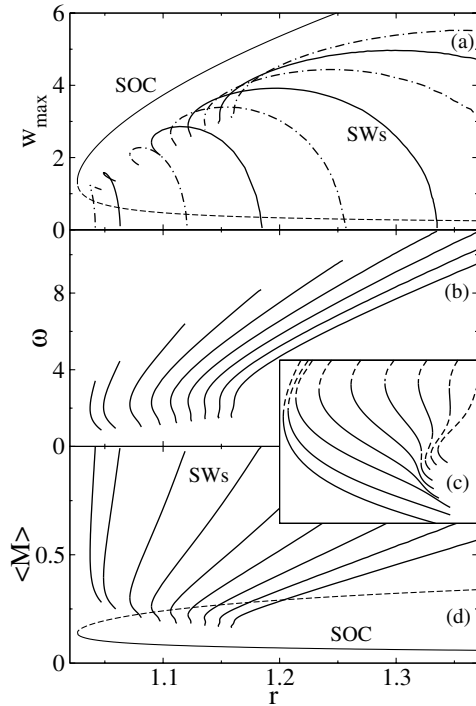 6
(a)
SOC
w_max
4
SWs
2
0
8
(b)
ω
4
0
(c)
SWs
<M>
0.5
(d)
SOC
0
1.1
1.2
1.3
r